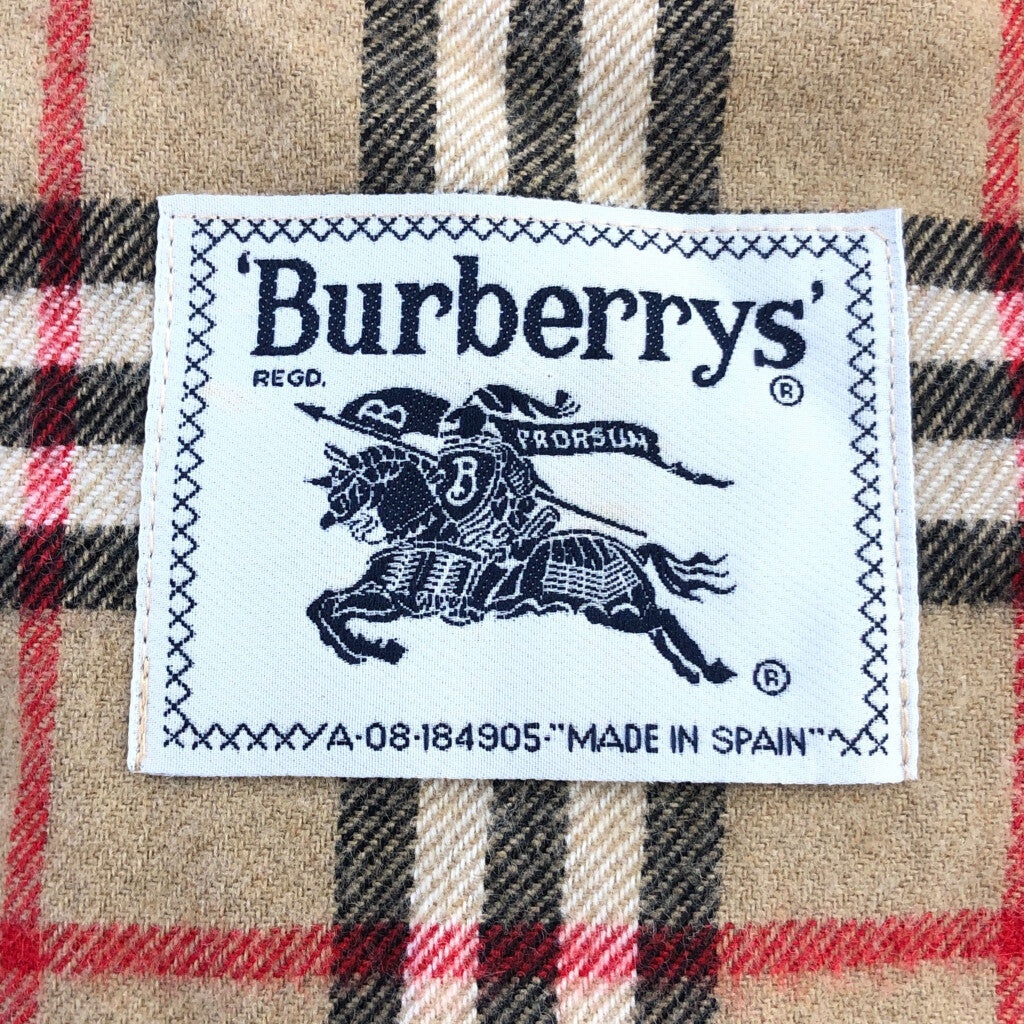 'Burberrys'
REGD. ®
B
PRORSUM
B
®
A-08-184905-"MADE IN SPAIN"